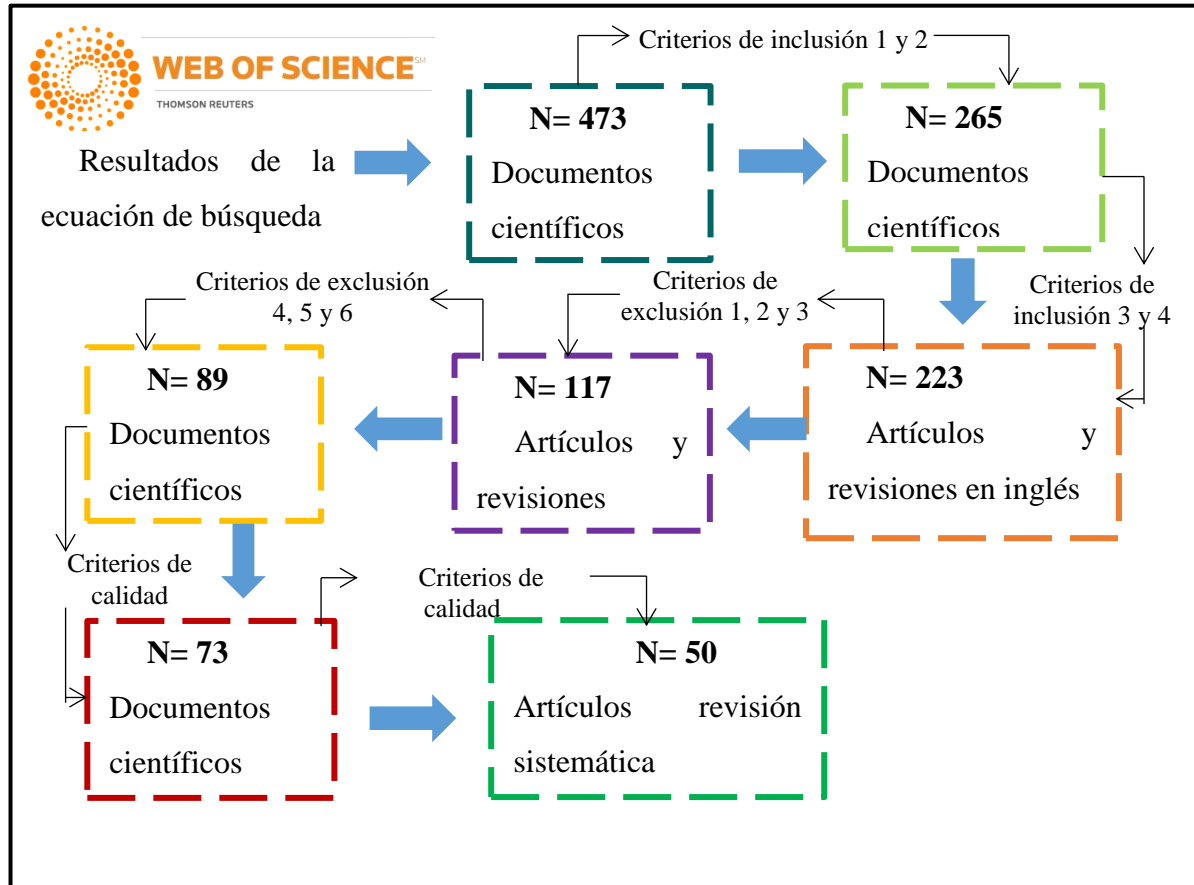 WEB OF SCIENCE SM
THOMSON REUTERS
Resultados de la
ecuación de búsqueda
Criterios de inclusión 1 y 2
N= 473
Documentos
científicos
N= 265
Documentos
científicos
Criterios de
inclusión 3 y 4
N= 223
Artículos y
revisiones en inglés
Criterios de
exclusión 1, 2 y 3
N= 117
Artículos y
revisiones
Criterios de exclusión
4, 5 y 6
N= 89
Documentos
científicos
Criterios de
calidad
N= 73
Documentos
científicos
Criterios de
calidad
N= 50
Artículos revisión
sistemática